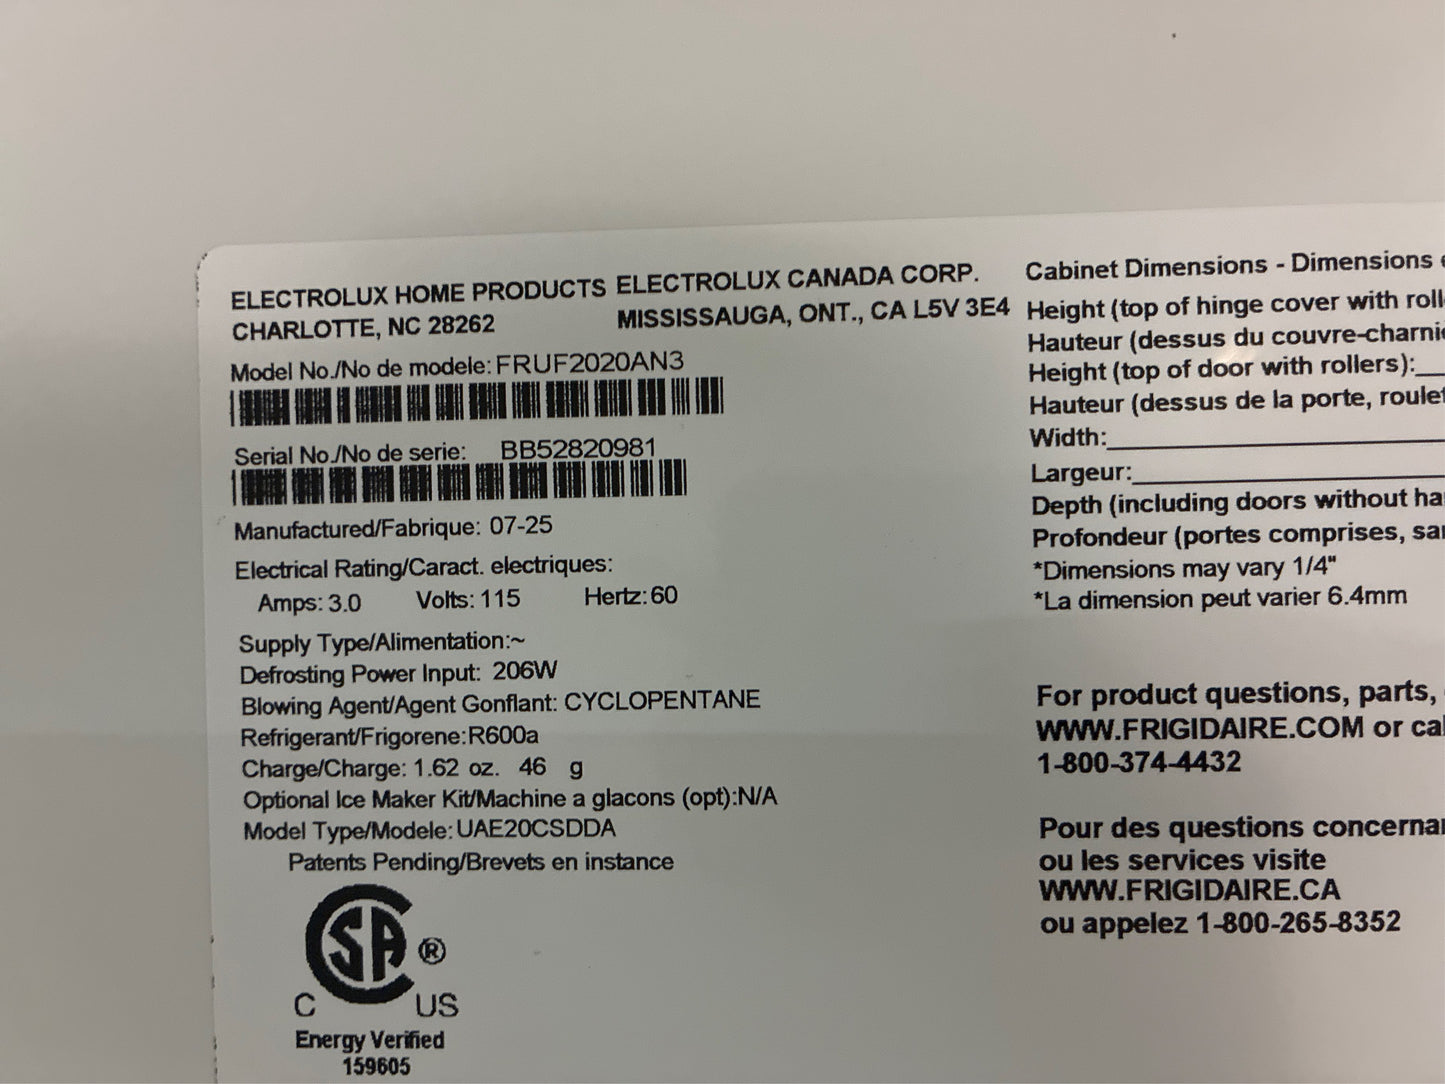 ELECTROLUX HOME PRODUCTS ELECTROLUX CANADA CORP.
CHARLOTTE, NC 28262 MISSISSAUGA, ONT., CA L5V 3E4
Model No./No de modele: FRUF2020AN3
Serial No./No de serie: BB52820981
Manufactured/Fabrique: 07-25
Electrical Rating/Caract. electriques:
Amps: 3.0 Volts: 115 Hertz: 60
Supply Type/Alimentation:~
Defrosting Power Input: 206W
Blowing Agent/Agent Gonflant: CYCLOPENTANE
Refrigerant/Frigorene: R600a
Charge/Charge: 1.62 oz. 46 g
Optional Ice Maker Kit/Machine a glacons (opt):N/A
Model Type/Modele: UAE20CSDDA
Patents Pending/Brevets en instance
CSA ®
C US
Energy Verified
159605
Cabinet Dimensions - Dimensions
Height (top of hinge cover with
Hauteur (dessus du
Height (top of door with rollers):
Hauteur (dessus de la porte,
Width:
Largeur:
Depth (including doors without
Profondeur (portes comprises,
*Dimensions may vary 1/4"
*La dimension peut varier 6.4mm
For product questions, parts,
WWW.FRIGIDAIRE.COM or
1-800-374-4432
Pour des questions
ou les services visite
WWW.FRIGIDAIRE.CA
ou appelez 1-800-265-8352